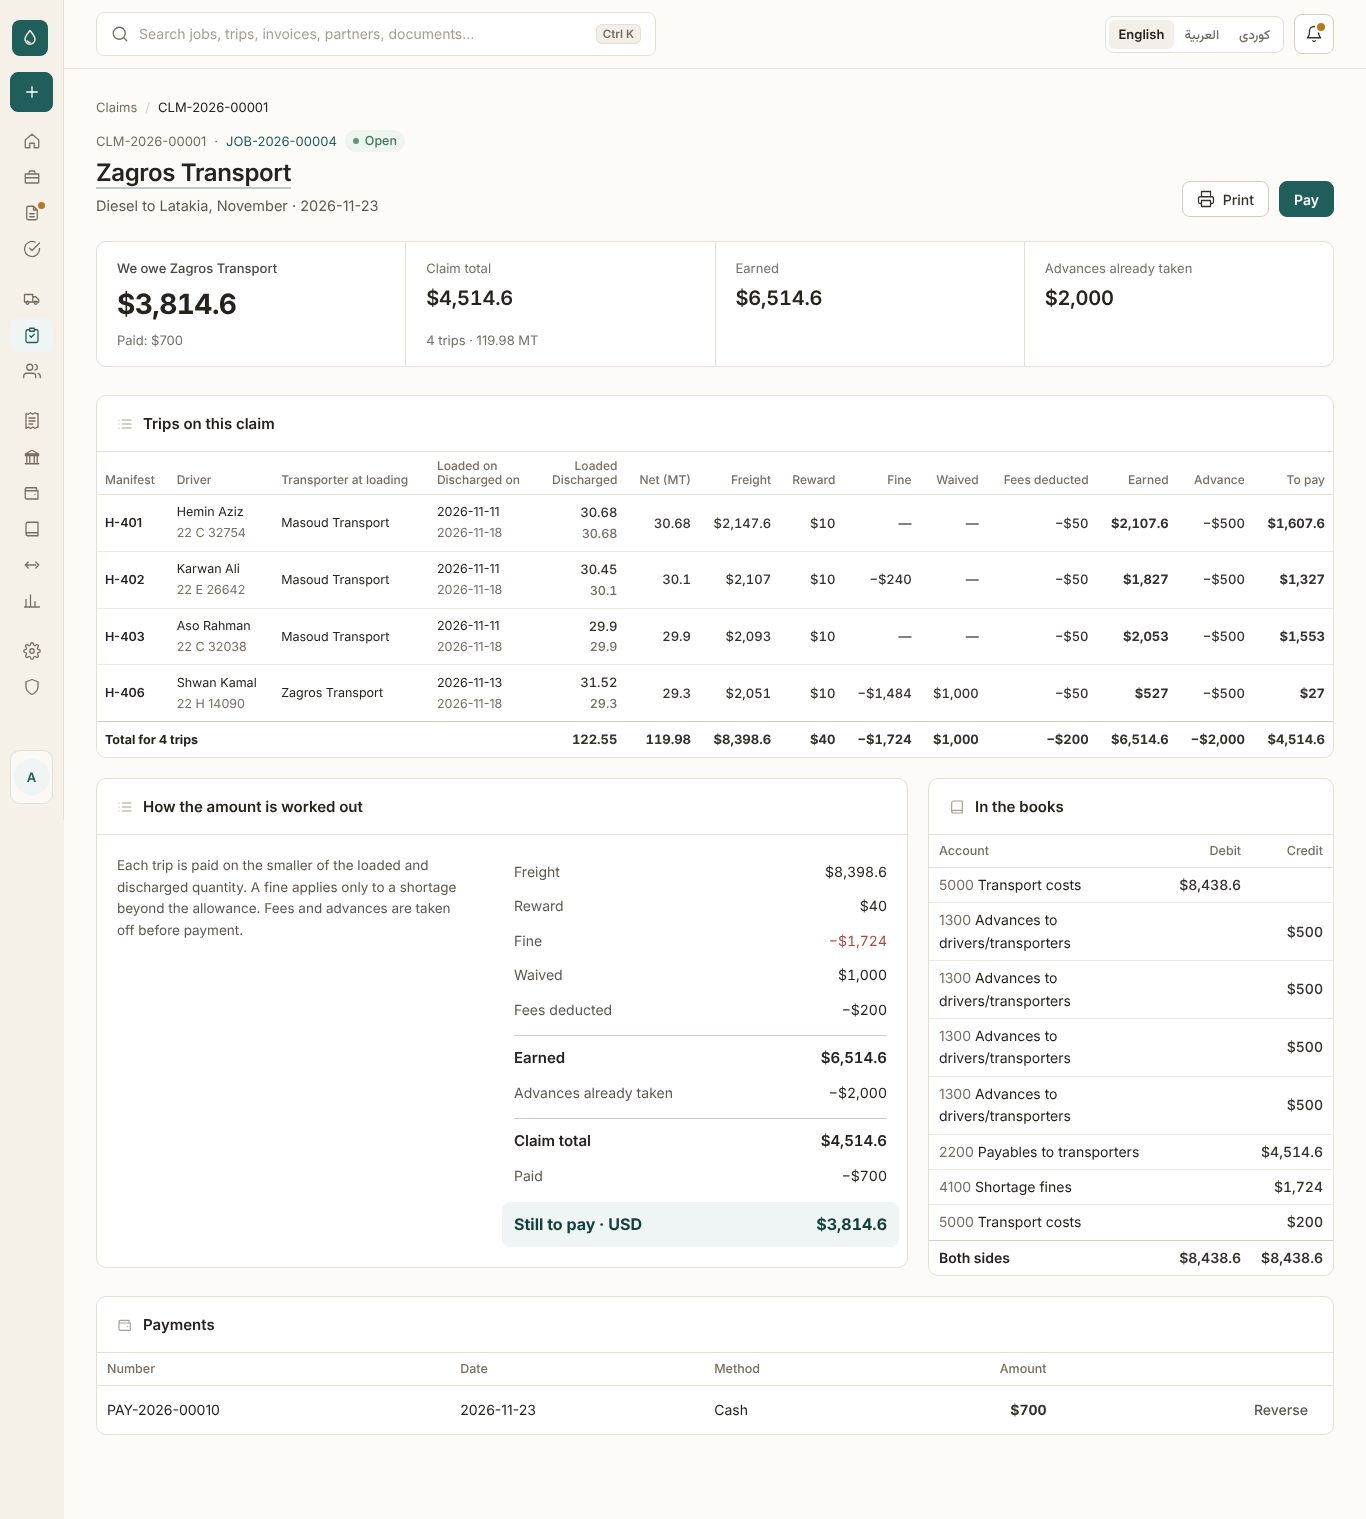 Search jobs, trips, invoices, partners, documents...
Ctrl K
English
العربية
کوردی
Claims / CLM-2026-00001
CLM-2026-00001 · JOB-2026-00004 Open
Zagros Transport
Diesel to Latakia, November · 2026-11-23
Print
Pay
We owe Zagros Transport
$3,814.6
Paid: $700
Claim total
$4,514.6
4 trips · 119.98 MT
Earned
$6,514.6
Advances already taken
$2,000
Trips on this claim
Manifest Driver Transporter at loading Loaded on Discharged on Loaded Discharged Net (MT) Freight Reward Fine Waived Fees deducted Earned Advance To pay
H-401 Hemin Aziz Masoud Transport 2026-11-11 30.68 30.68 $2,147.6 $10 — — −$50 $2,107.6 −$500 $1,607.6
22 C 32754 2026-11-18 30.68
H-402 Karwan Ali Masoud Transport 2026-11-11 30.45 30.1 $2,107 $10 −$240 — −$50 $1,827 −$500 $1,327
22 E 26642 2026-11-18 30.1
H-403 Aso Rahman Masoud Transport 2026-11-11 29.9 29.9 $2,093 $10 — — −$50 $2,053 −$500 $1,553
22 C 32038 2026-11-18 29.9
H-406 Shwan Kamal Zagros Transport 2026-11-13 31.52 29.3 $2,051 $10 −$1,484 $1,000 −$50 $527 −$500 $27
22 H 14090 2026-11-18 29.3
Total for 4 trips 122.55 119.98 $8,398.6 $40 −$1,724 $1,000 −$200 $6,514.6 −$2,000 $4,514.6
A
How the amount is worked out
Each trip is paid on the smaller of the loaded and
discharged quantity. A fine applies only to a shortage
beyond the allowance. Fees and advances are taken
off before payment.
Freight $8,398.6
Reward $40
Fine −$1,724
Waived $1,000
Fees deducted −$200
Earned $6,514.6
Advances already taken −$2,000
Claim total $4,514.6
Paid −$700
Still to pay · USD $3,814.6
In the books
Account Debit Credit
5000 Transport costs $8,438.6
1300 Advances to
drivers/transporters $500
1300 Advances to
drivers/transporters $500
1300 Advances to
drivers/transporters $500
1300 Advances to
drivers/transporters $500
2200 Payables to transporters $4,514.6
4100 Shortage fines $1,724
5000 Transport costs $200
Both sides $8,438.6 $8,438.6
Payments
Number Date Method Amount
PAY-2026-00010 2026-11-23 Cash $700 Reverse